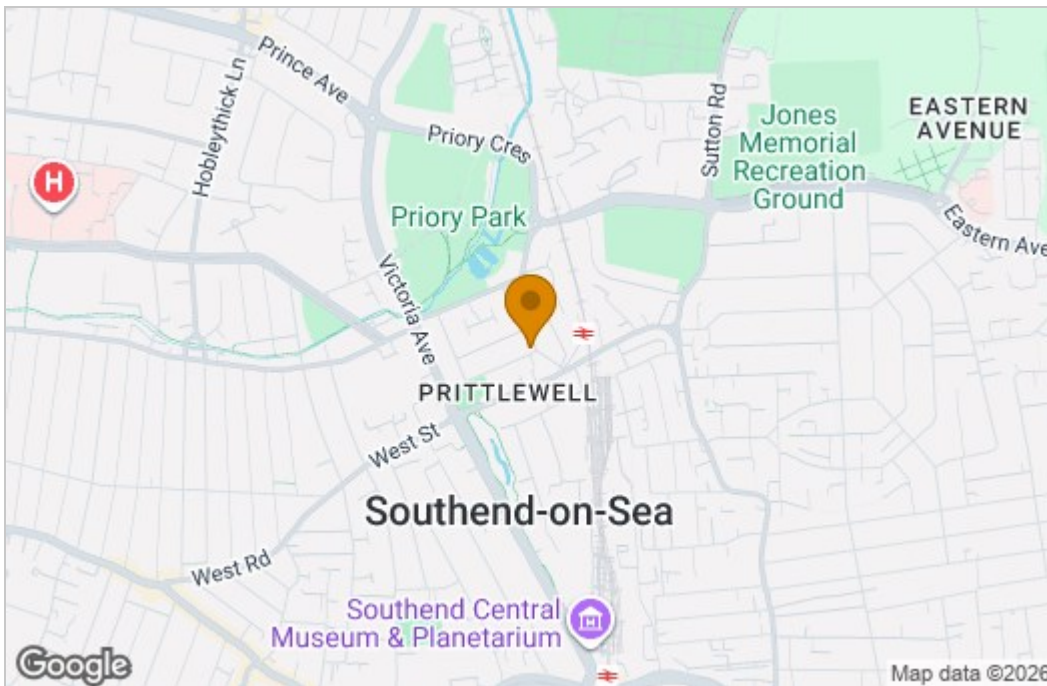 Prince Ave
Hobleythick Ln
Priory Cres
Sutton Rd
Jones
Memorial
Recreation
Ground
EASTERN
AVENUE
H
Priory Park
Eastern Ave
Victoria Ave
PRITTLEWELL
West St
Southend-on-Sea
West Rd
Southend Central
Museum & Planetarium
Google
Map data ©2026